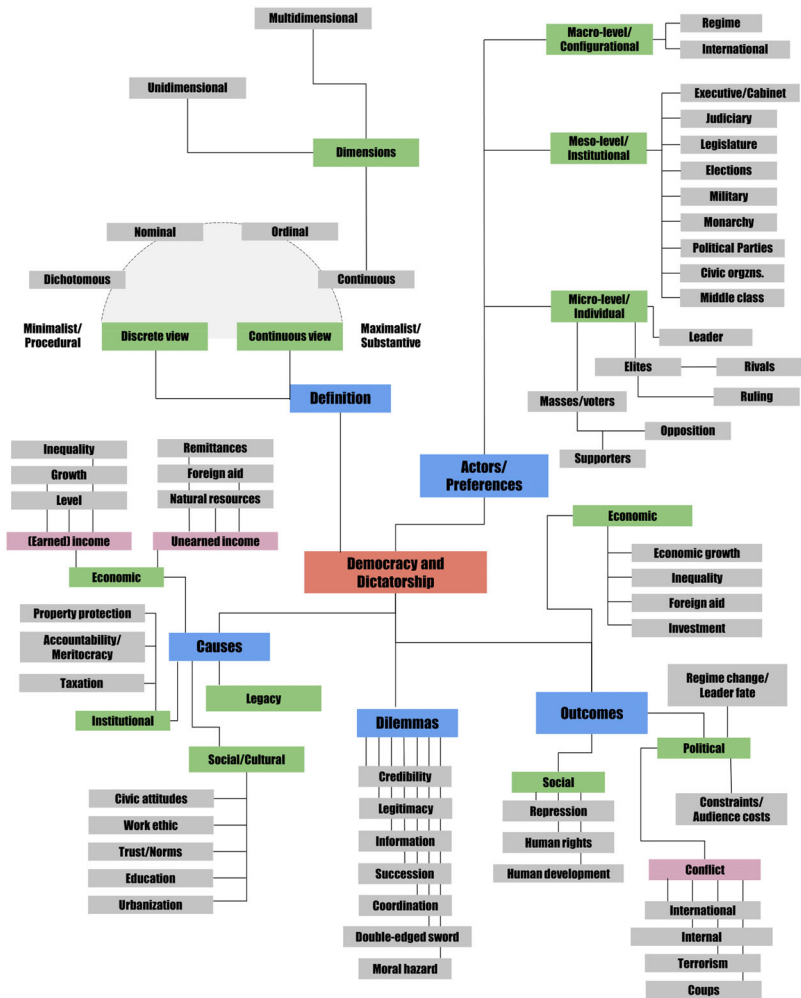 Multidimensional
Unidimensional
Dimensions
Nominal
Ordinal
Dichotomous
Continuous
Minimalist/
Procedural
Discrete view
Continuous view
Maximalist/
Substantive
Definition
Macro-level/
Configurational
Regime
International
Meso-level/
Institutional
Executive/Cabinet
Judiciary
Legislature
Elections
Military
Monarchy
Political Parties
Civic orgzns.
Middle class
Micro-level/
Individual
Leader
Elites
Rivals
Ruling
Masses/voters
Opposition
Supporters
Actors/
Preferences
Democracy and
Dictatorship
Inequality
Growth
Level
(Earned) income
Remittances
Foreign aid
Natural resources
Unearned income
Economic
Property protection
Accountability/
Meritocracy
Taxation
Institutional
Causes
Legacy
Social/Cultural
Civic attitudes
Work ethic
Trust/Norms
Education
Urbanization
Dilemmas
Credibility
Legitimacy
Information
Succession
Coordination
Double-edged sword
Moral hazard
Economic
Economic growth
Inequality
Foreign aid
Investment
Outcomes
Social
Repression
Human rights
Human development
Regime change/
Leader fate
Political
Constraints/
Audience costs
Conflict
International
Internal
Terrorism
Coups